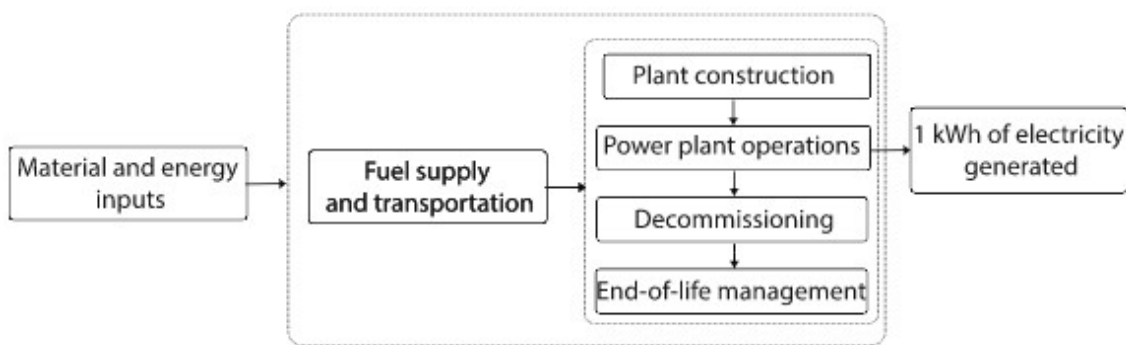 Material and energy
inputs
Fuel supply
and transportation
Plant construction
Power plant operations
Decommissioning
End-of-life management
1 kWh of electricity
generated